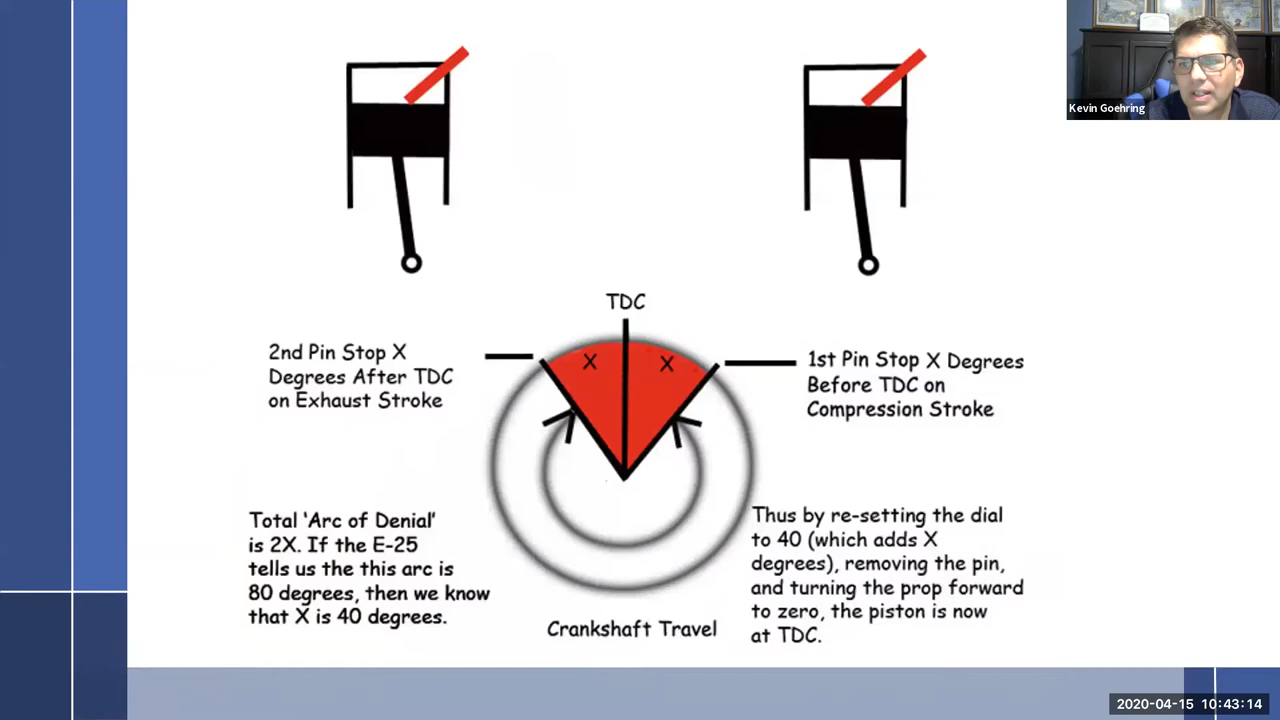 Kevin Goehring
TDC
2nd Pin Stop X
Degrees After TDC
on Exhaust Stroke
X
X
1st Pin Stop X Degrees
Before TDC on
Compression Stroke
Total 'Arc of Denial'
is 2X. If the E-25
tells us the this arc is
80 degrees, then we know
that X is 40 degrees.
Thus by re-setting the dial
to 40 (which adds X
degrees), removing the pin,
and turning the prop forward
to zero, the piston is now
at TDC.
Crankshaft Travel
2020-04-15 10:43:14